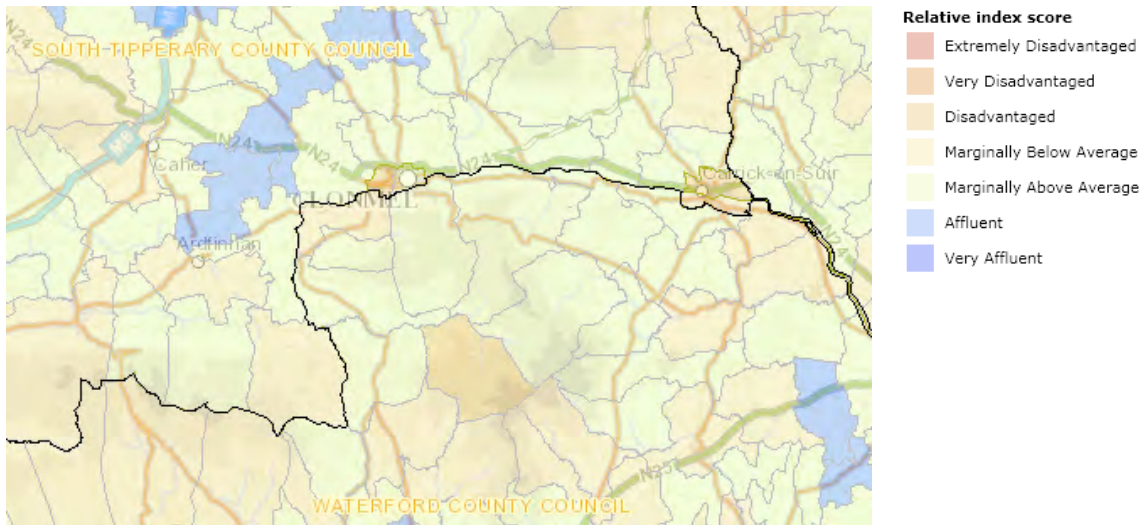 Relative index score
Extremely Disadvantaged
Very Disadvantaged
Disadvantaged
Marginally Below Average
Marginally Above Average
Affluent
Very Affluent
N24
SOUTH TIPPERARY COUNTY COUNCIL
M8
Caher
N24
N24
N24
Carrick-on-Suir
CLONMEL
Ardfinnan
N24
N25
WATERFORD COUNTY COUNCIL